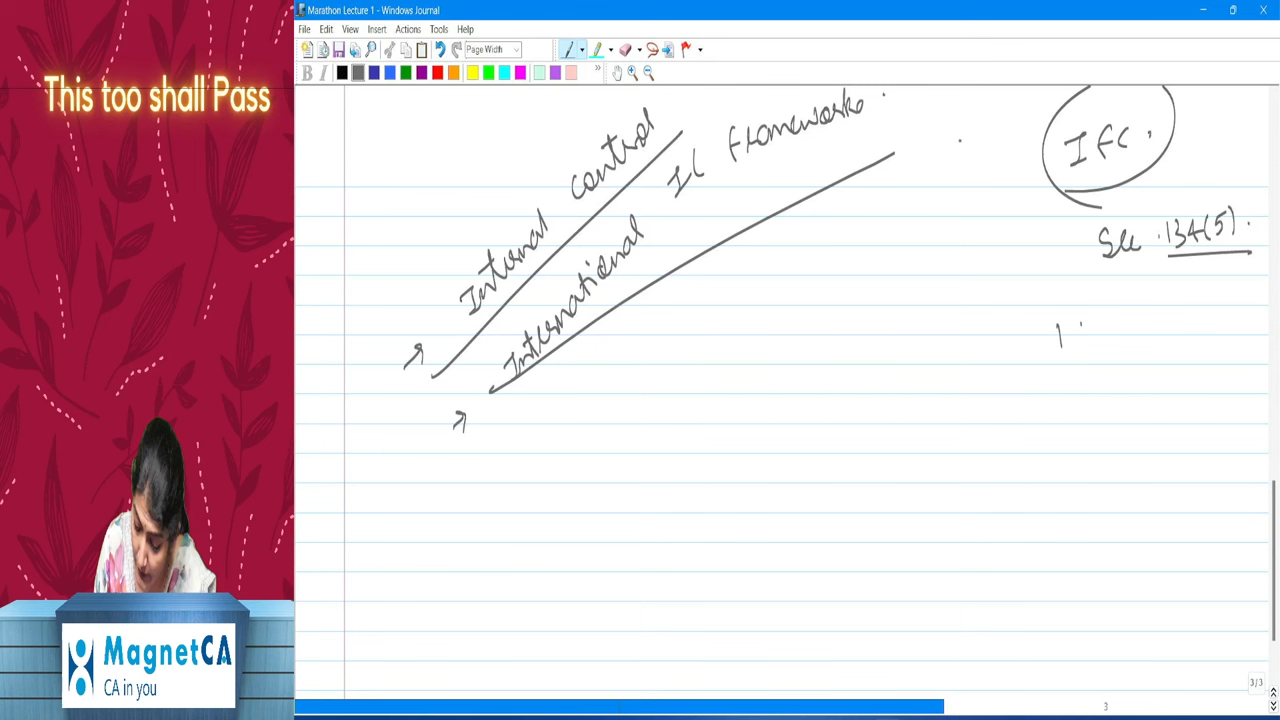 This too shall Pass
Marathon Lecture 1 - Windows Journal
File Edit View Insert Actions Tools Help
Page Width
B I
Internal control
International IC frameworks.
IFC.
Sec. 134(5).
1.
MagnetCA
CA in you
3/3
3